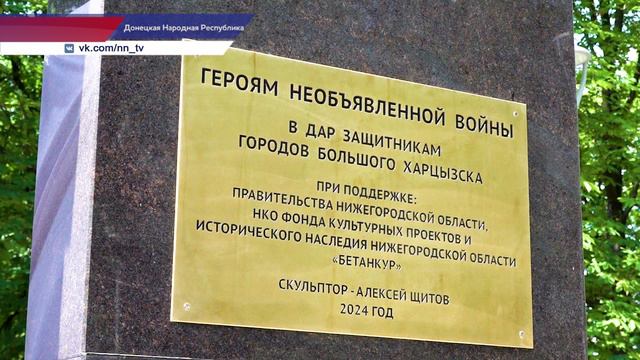 Донецкая Народная Республика
vk.com/nn_tv
ГЕРОЯМ НЕОБЪЯВЛЕННОЙ ВОЙНЫ
В ДАР ЗАЩИТНИКАМ
ГОРОДОВ БОЛЬШОГО ХАРЦЫЗСКА
ПРИ ПОДДЕРЖКЕ:
ПРАВИТЕЛЬСТВА НИЖЕГОРОДСКОЙ ОБЛАСТИ,
НКО ФОНДА КУЛЬТУРНЫХ ПРОЕКТОВ И
ИСТОРИЧЕСКОГО НАСЛЕДИЯ НИЖЕГОРОДСКОЙ ОБЛАСТИ
«БЕТАНКУР»
СКУЛЬПТОР - АЛЕКСЕЙ ЩИТОВ
2024 ГОД